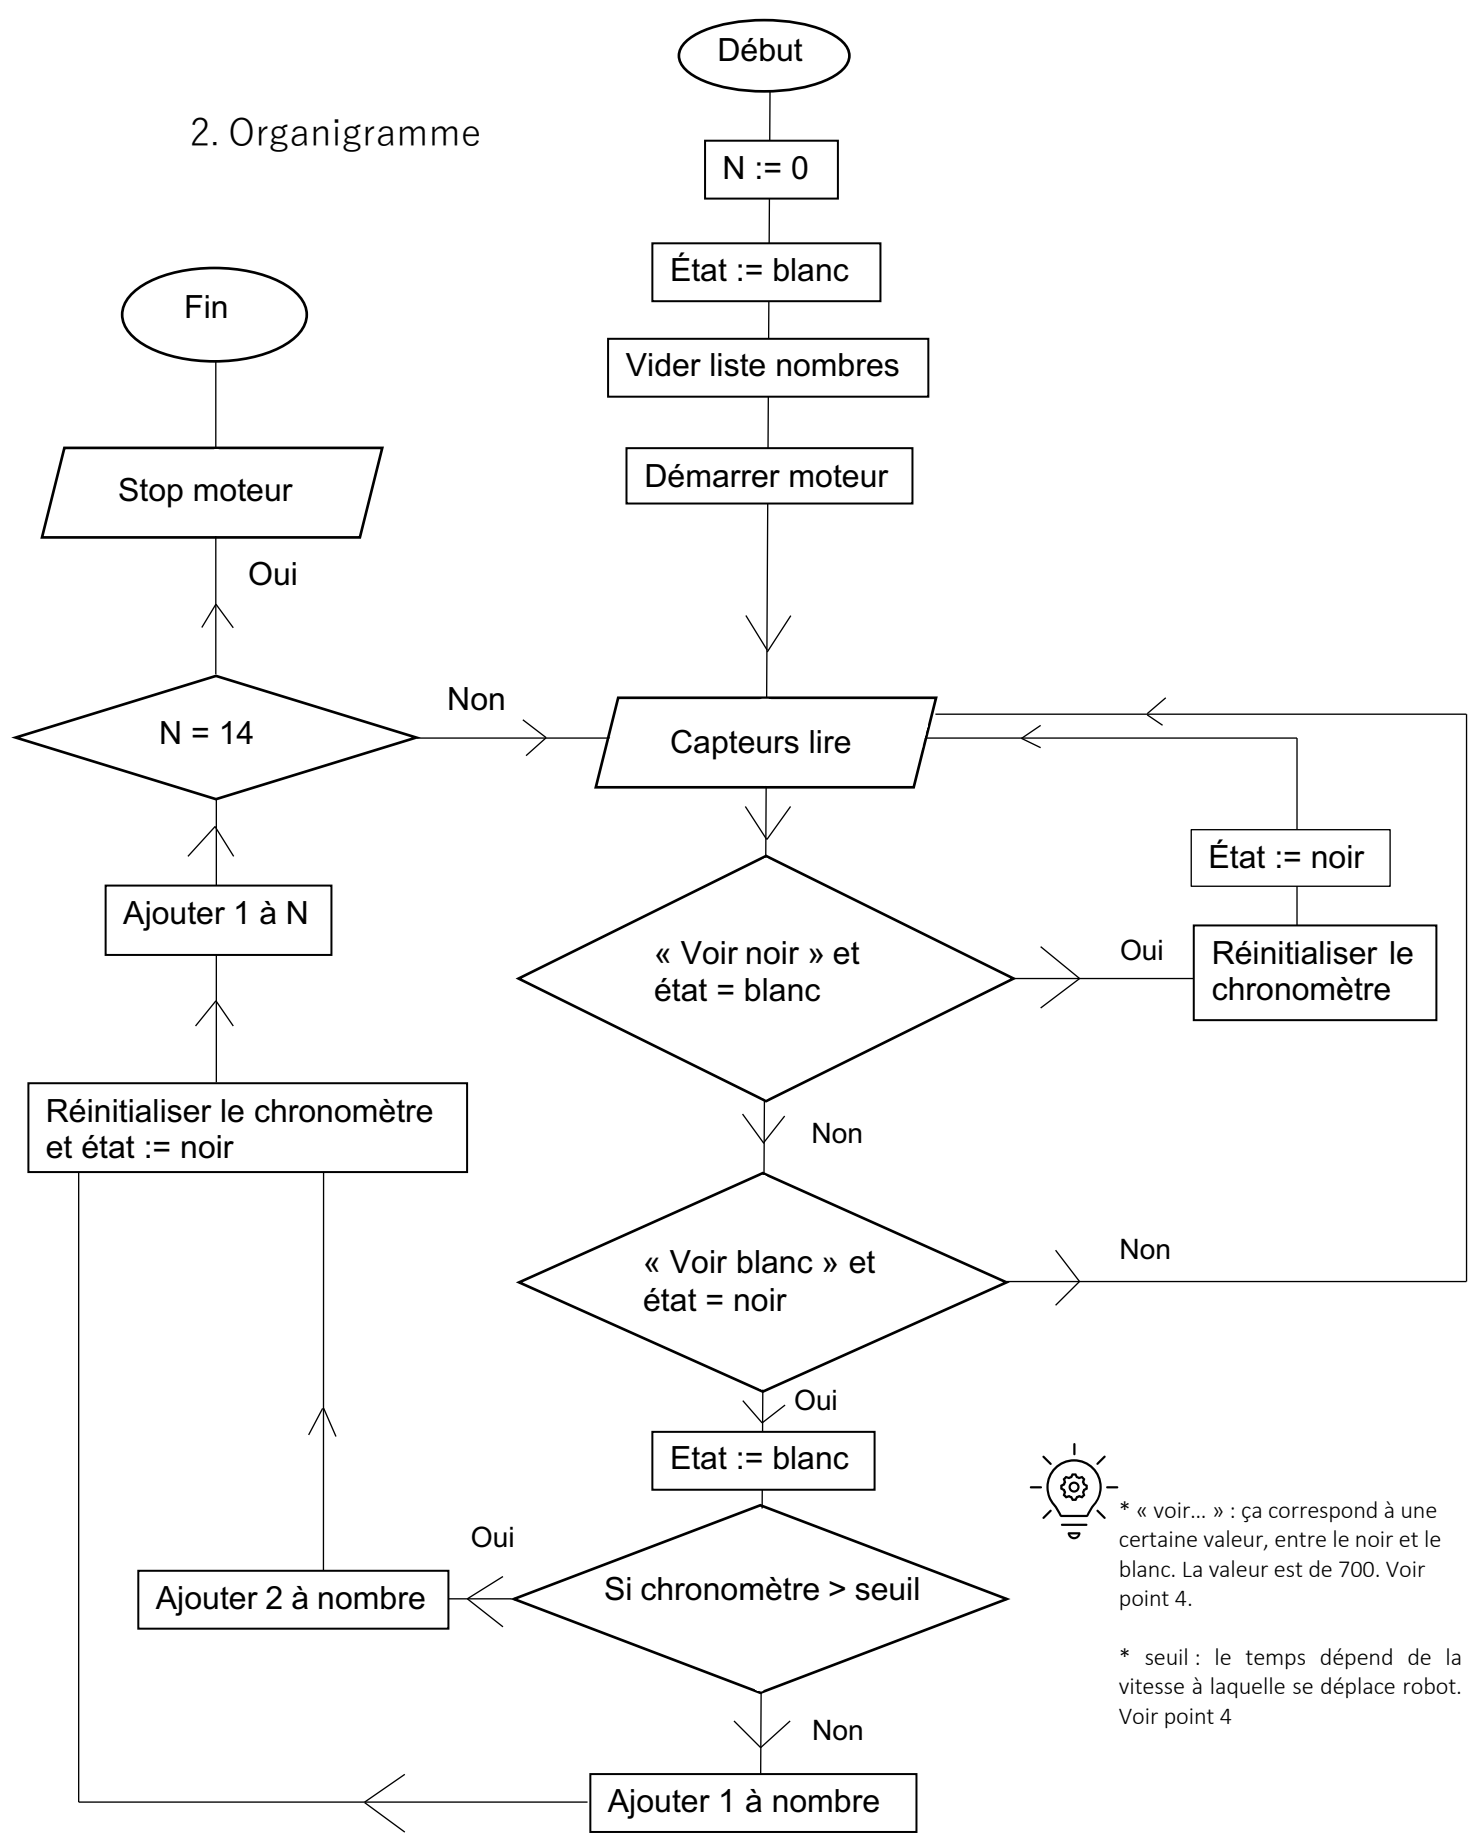 Début
2. Organigramme
N := 0
État := blanc
Fin
Vider liste nombres
Démarrer moteur
Stop moteur
Oui
N = 14
Non
Capteurs lire
État := noir
Ajouter 1 à N
« Voir noir » et
état = blanc
Oui
Réinitialiser le
chronomètre
Réinitialiser le chronomètre
et état := noir
Non
« Voir blanc » et
état = noir
Non
Oui
Etat := blanc
* « voir... » : ça correspond à une
certaine valeur, entre le noir et le
blanc. La valeur est de 700. Voir
point 4.
Oui
Si chronomètre > seuil
Ajouter 2 à nombre
* seuil : le temps dépend de la
vitesse à laquelle se déplace robot.
Voir point 4
Non
Ajouter 1 à nombre